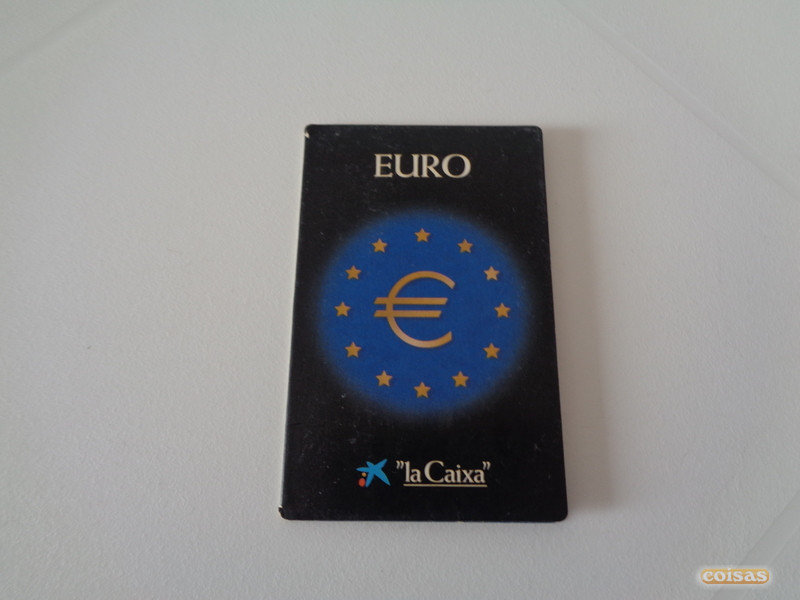 EURO
€
"la Caixa"
coisas